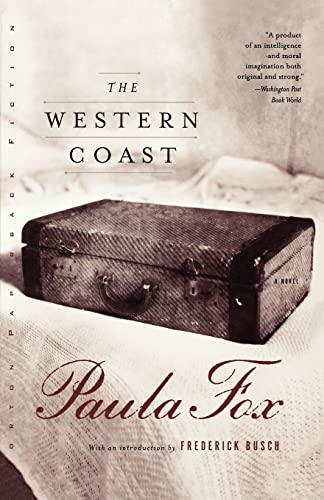 "A product
of an intelligence
-and moral
imagination both
original and strong."
—Washington Post
Book World
THE
WESTERN
COAST
A NOVEL
Paula Fox
With an introduction by FREDERICK BUSCH
ORTON PAPERBACK FICTION